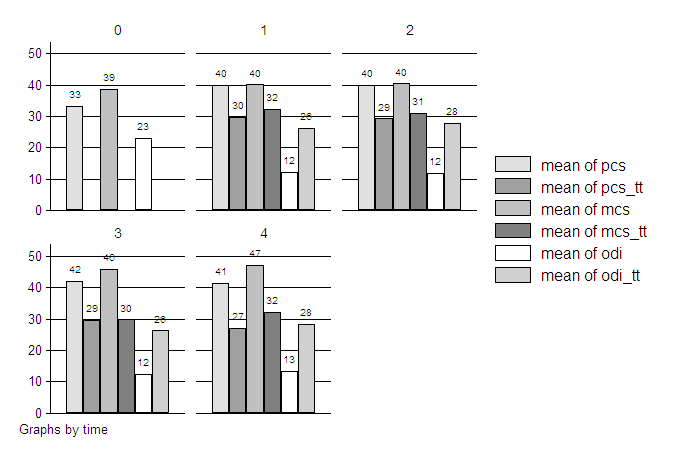 0 1 2
50
40
30
20
10
0
33 39 23
40 30 40 32 12 26
40 29 40 31 12 28
3 4
50
40
30
20
10
0
42 29 46 30 12 26
41 27 47 32 13 28
Graphs by time
mean of pcs
mean of pcs_tt
mean of mcs
mean of mcs_tt
mean of odi
mean of odi_tt